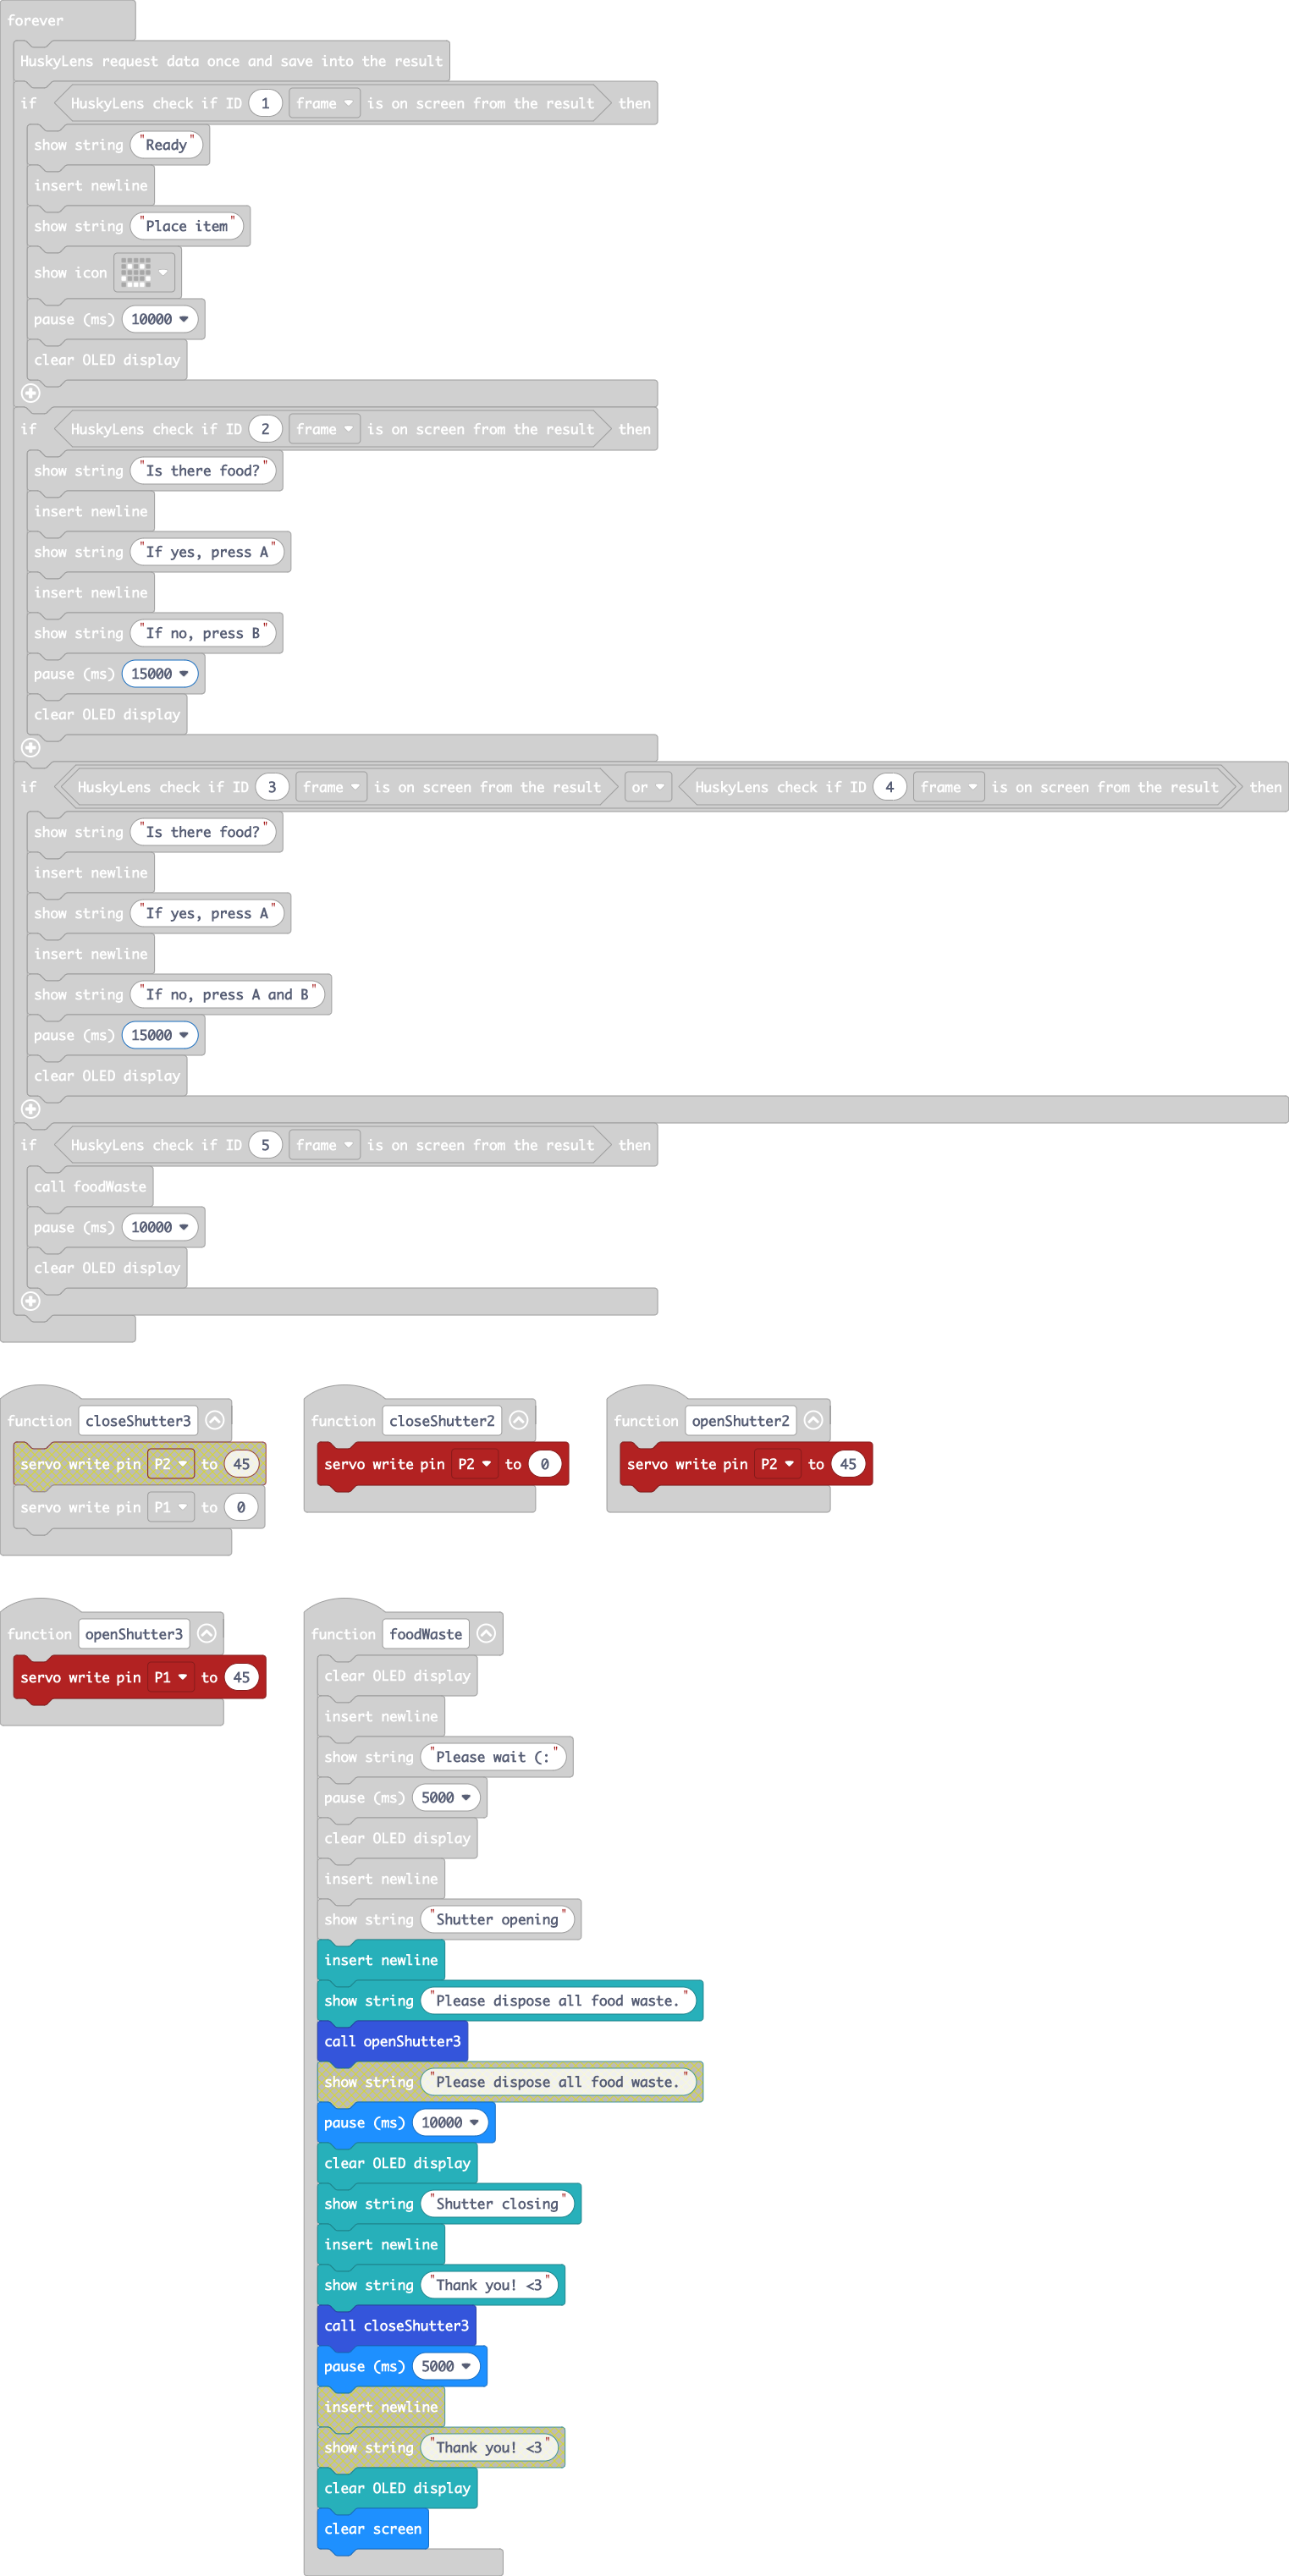 forever
HuskyLens request data once and save into the result
if HuskyLens check if ID 1 frame is on screen from the result then
show string "Ready"
insert newline
show string "Place item"
show icon
pause (ms) 10000
clear OLED display
if HuskyLens check if ID 2 frame is on screen from the result then
show string "Is there food?"
insert newline
show string "If yes, press A"
insert newline
show string "If no, press B"
pause (ms) 15000
clear OLED display
if HuskyLens check if ID 3 frame is on screen from the result or HuskyLens check if ID 4 frame is on screen from the result then
show string "Is there food?"
insert newline
show string "If yes, press A"
insert newline
show string "If no, press A and B"
pause (ms) 15000
clear OLED display
if HuskyLens check if ID 5 frame is on screen from the result then
call foodWaste
pause (ms) 10000
clear OLED display
function closeShutter3
servo write pin P2 to 45
servo write pin P1 to 0
function closeShutter2
servo write pin P2 to 0
function openShutter2
servo write pin P2 to 45
function openShutter3
servo write pin P1 to 45
function foodWaste
clear OLED display
insert newline
show string "Please wait (:"
pause (ms) 5000
clear OLED display
insert newline
show string "Shutter opening"
insert newline
show string "Please dispose all food waste."
call openShutter3
show string "Please dispose all food waste."
pause (ms) 10000
clear OLED display
show string "Shutter closing"
insert newline
show string "Thank you! <3"
call closeShutter3
pause (ms) 5000
insert newline
show string "Thank you! <3"
clear OLED display
clear screen